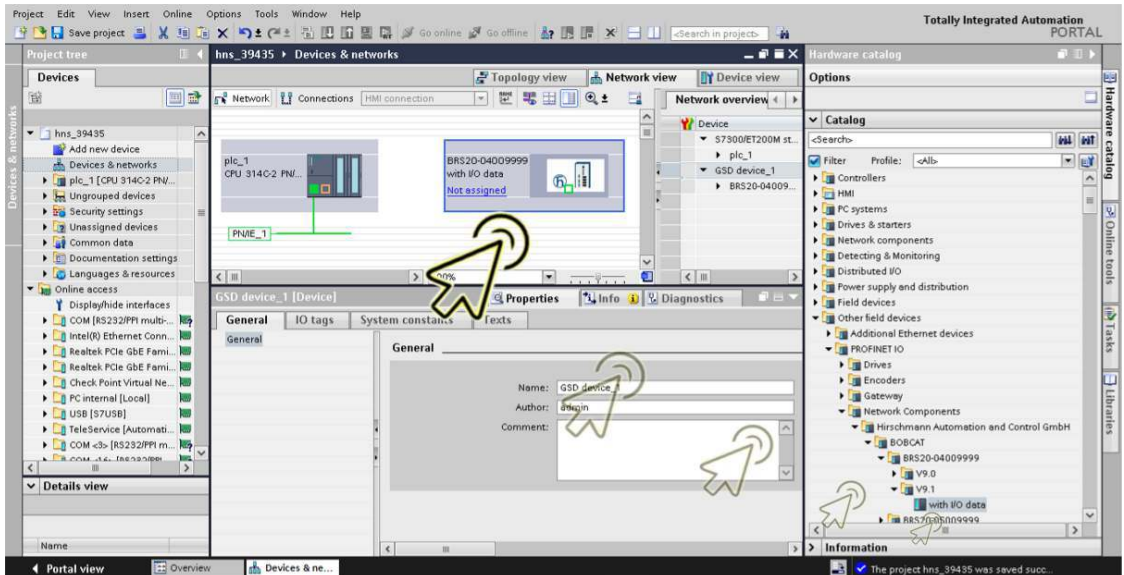 Project Edit View Insert Online Options Tools Window Help
Totally Integrated Automation
PORTAL
Save project
Go online
Go offline
<Search in project>
Project tree
hns_39435 ▸ Devices & networks
Hardware catalog
Devices
Topology view
Network view
Device view
Options
Network
Connections
HMI connection
Network overview
Devices & networks
hns_39435
Add new device
Devices & networks
plc_1 [CPU 314C-2 PN/...
Ungrouped devices
Security settings
Unassigned devices
Common data
Documentation settings
Languages & resources
Online access
Display/hide interfaces
COM [RS232/PPI multi-...
Intel(R) Ethernet Conn...
Realtek PCIe GbE Fami...
Realtek PCIe GbE Fami...
Check Point Virtual Ne...
PC internal [Local]
USB [S7USB]
TeleService [Automati...
COM <3> [RS232/PPI m...
COM <16> [RS232/PPI
Details view
Name
plc_1
CPU 314C-2 PN/...
BRS20-04009999
with I/O data
Not assigned
PN/IE_1
Device
S7300/ET200M st...
plc_1
GSD device_1
BRS20-04009...
GSD device_1 [Device]
Properties
Info
Diagnostics
General
IO tags
System constants
Texts
General
General
Name:
GSD device_1
Author:
admin
Comment:
Catalog
<Search>
Filter
Profile:
<All>
Controllers
HMI
PC systems
Drives & starters
Network components
Detecting & Monitoring
Distributed I/O
Power supply and distribution
Field devices
Other field devices
Additional Ethernet devices
PROFINET IO
Drives
Encoders
Gateway
Network Components
Hirschmann Automation and Control GmbH
BOBCAT
BRS20-04009999
V9.0
V9.1
with I/O data
BRS20-05009999
Information
Hardware catalog
Online tools
Tasks
Libraries
Portal view
Overview
Devices & ne...
The project hns_39435 was saved succ...